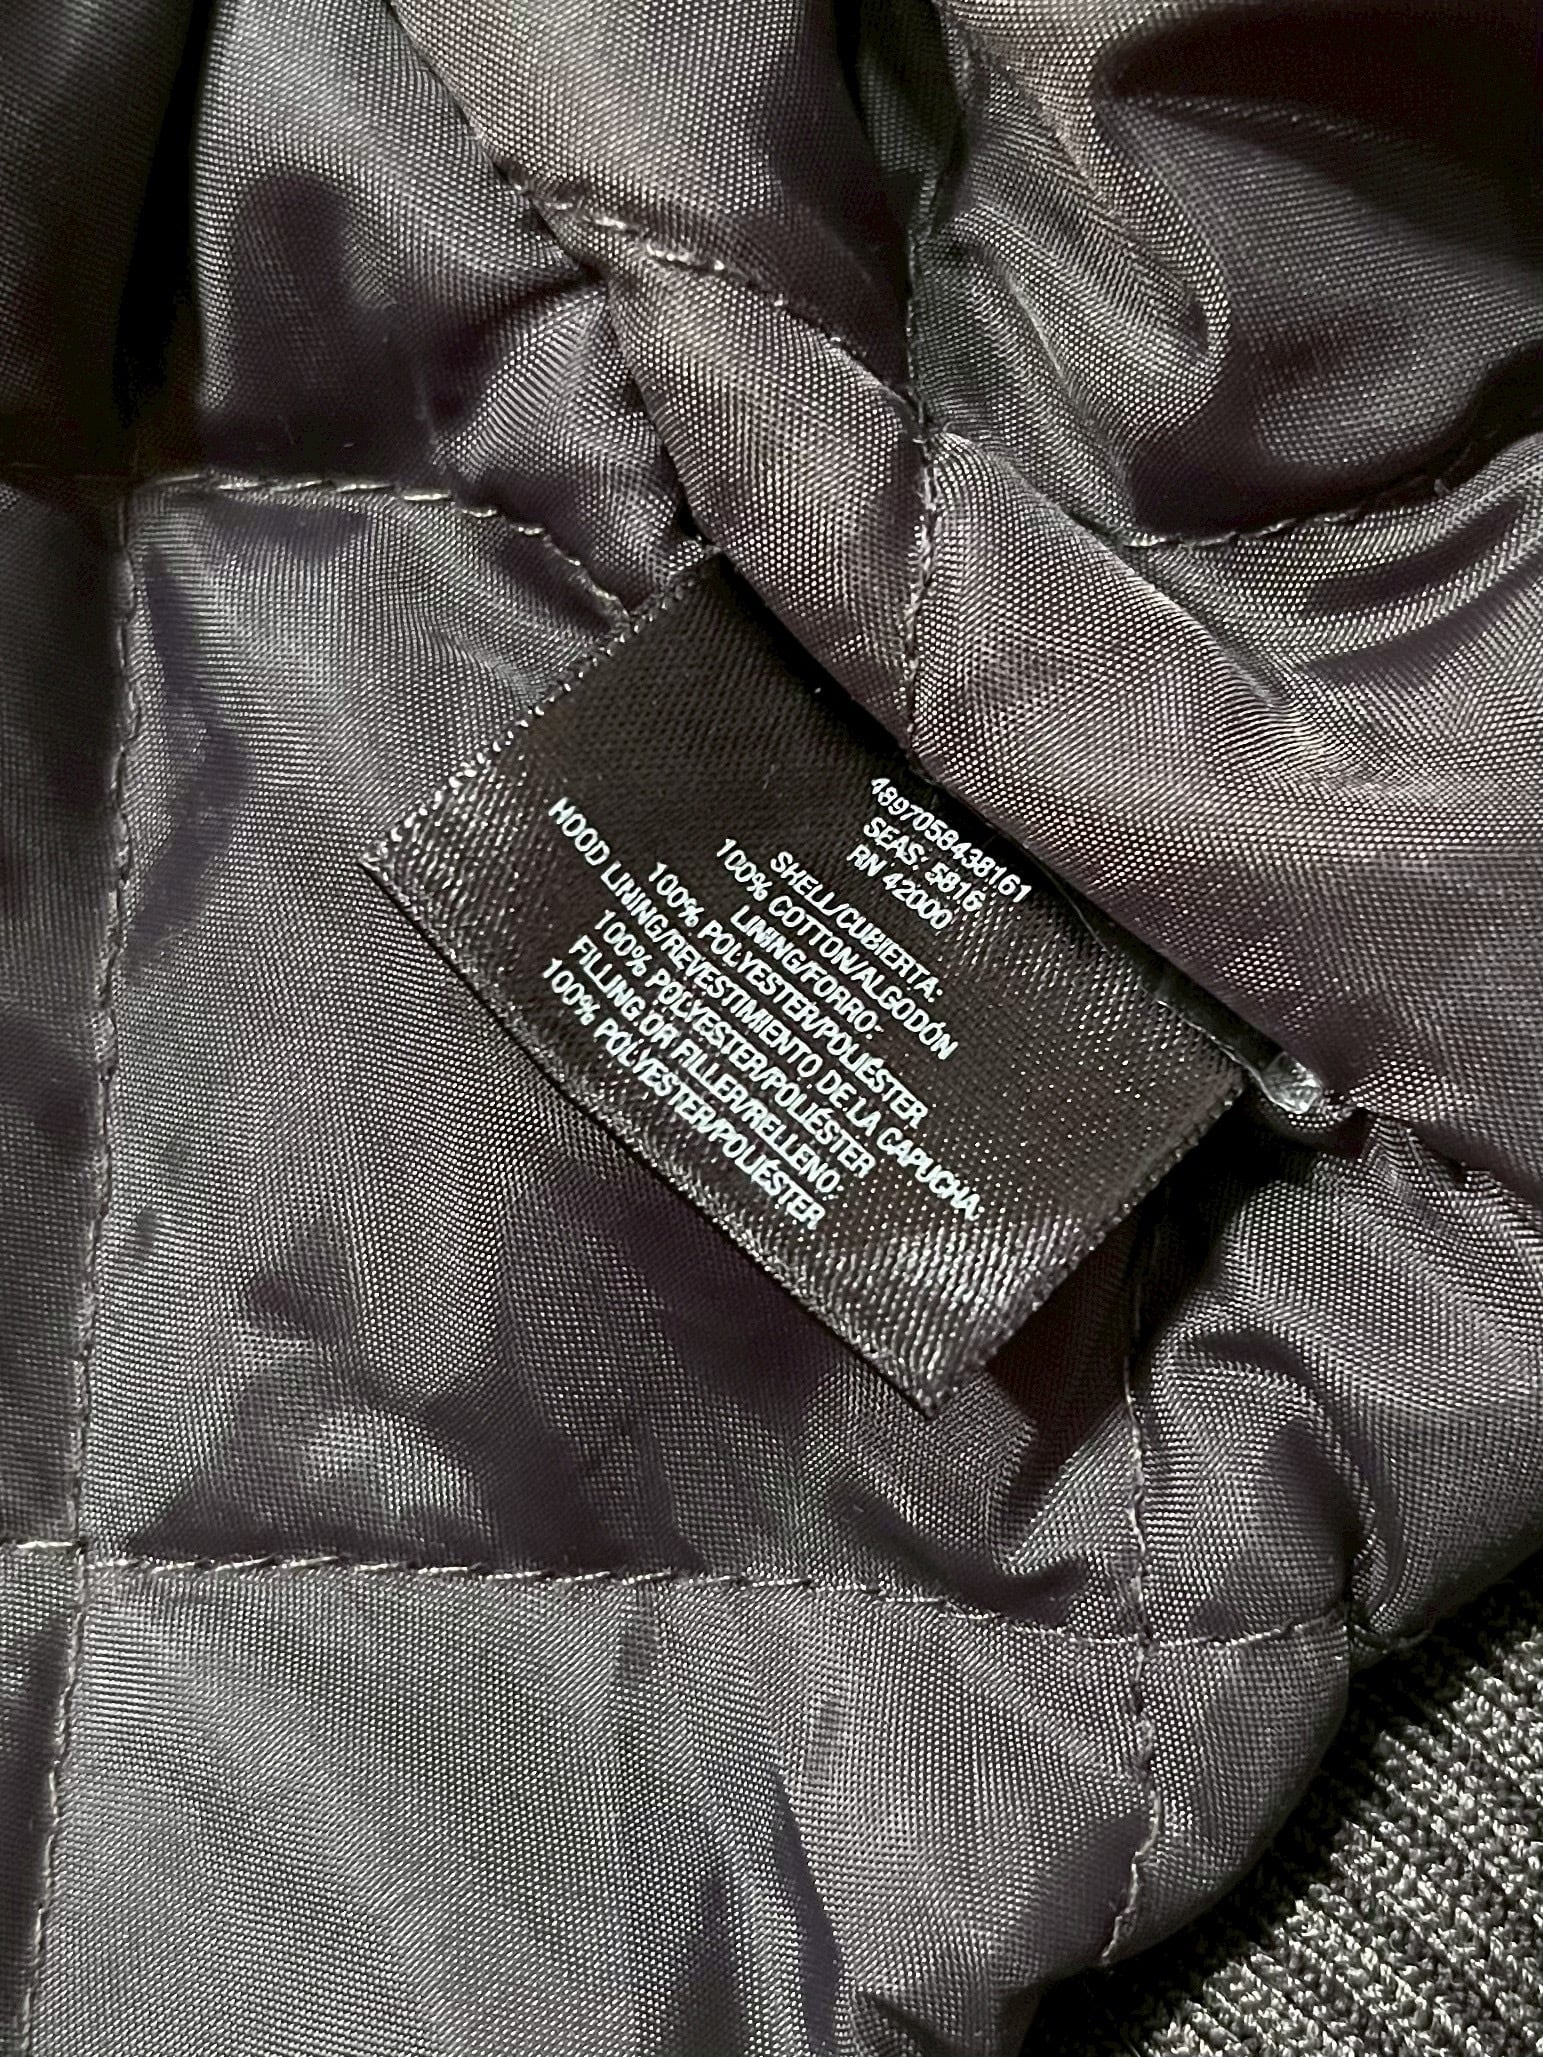 4897058438161
SEAS: 5816
RN 42000
SHELL/CUBIERTA:
100% COTTON/ALGODÓN
LINING/FORRO:
100% POLYESTER/POLIÉSTER
HOOD LINING/REVESTIMIENTO DE LA CAPUCHA:
100% POLYESTER/POLIÉSTER
FILLING OR FILLER/RELLENO:
100% POLYESTER/POLIÉSTER